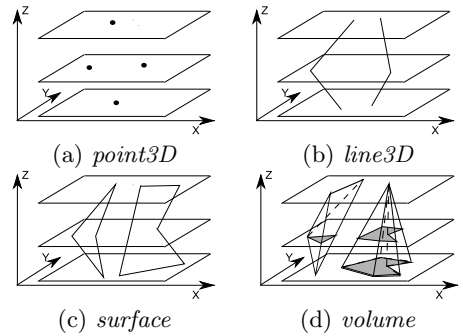 Z
Y
X
(a) point3D
Z
Y
X
(b) line3D
Z
Y
X
(c) surface
Z
Y
X
(d) volume